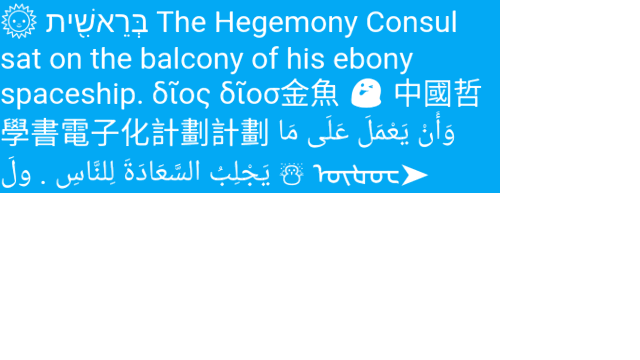 🌞 בְּרֵאשִׁ֖ית The Hegemony Consul
sat on the balcony of his ebony
spaceship. δῖος δῖοσ金魚 中國哲
學書電子化計劃計劃 وَأَنْ يَعْمَلَ عَلَى مَا
يَجْلِبُ السَّعَادَةَ لِلنَّاسِ . ولَ ☃ ➤